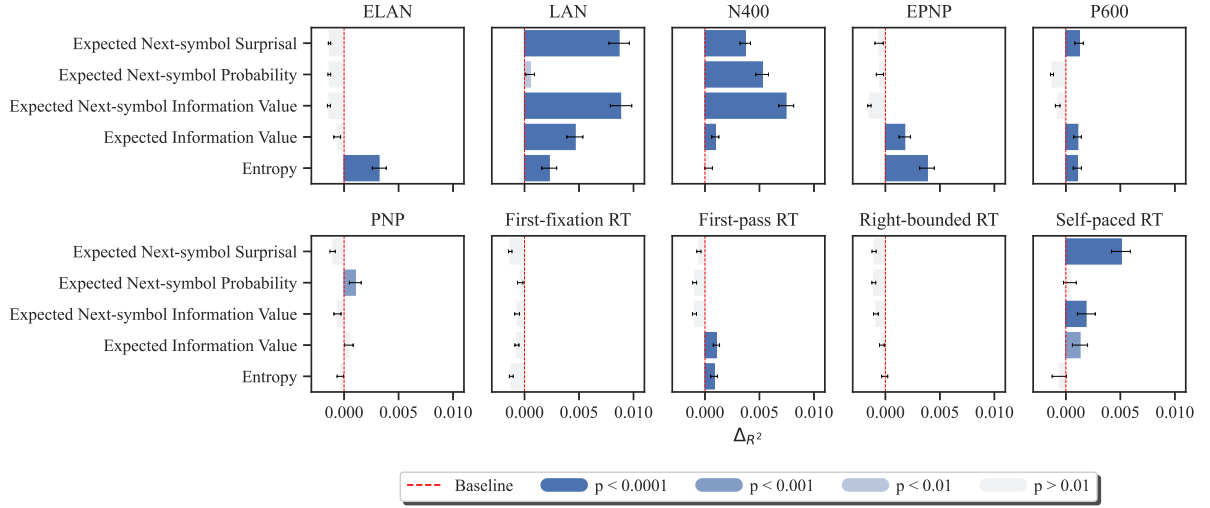 ELAN LAN N400 EPNP P600
Expected Next-symbol Surprisal
Expected Next-symbol Probability
Expected Next-symbol Information Value
Expected Information Value
Entropy
PNP First-fixation RT First-pass RT Right-bounded RT Self-paced RT
Expected Next-symbol Surprisal
Expected Next-symbol Probability
Expected Next-symbol Information Value
Expected Information Value
Entropy
0.000 0.005 0.010 0.000 0.005 0.010 0.000 0.005 0.010 0.000 0.005 0.010 0.000 0.005 0.010
Δ_R²
Baseline p < 0.0001 p < 0.001 p < 0.01 p > 0.01